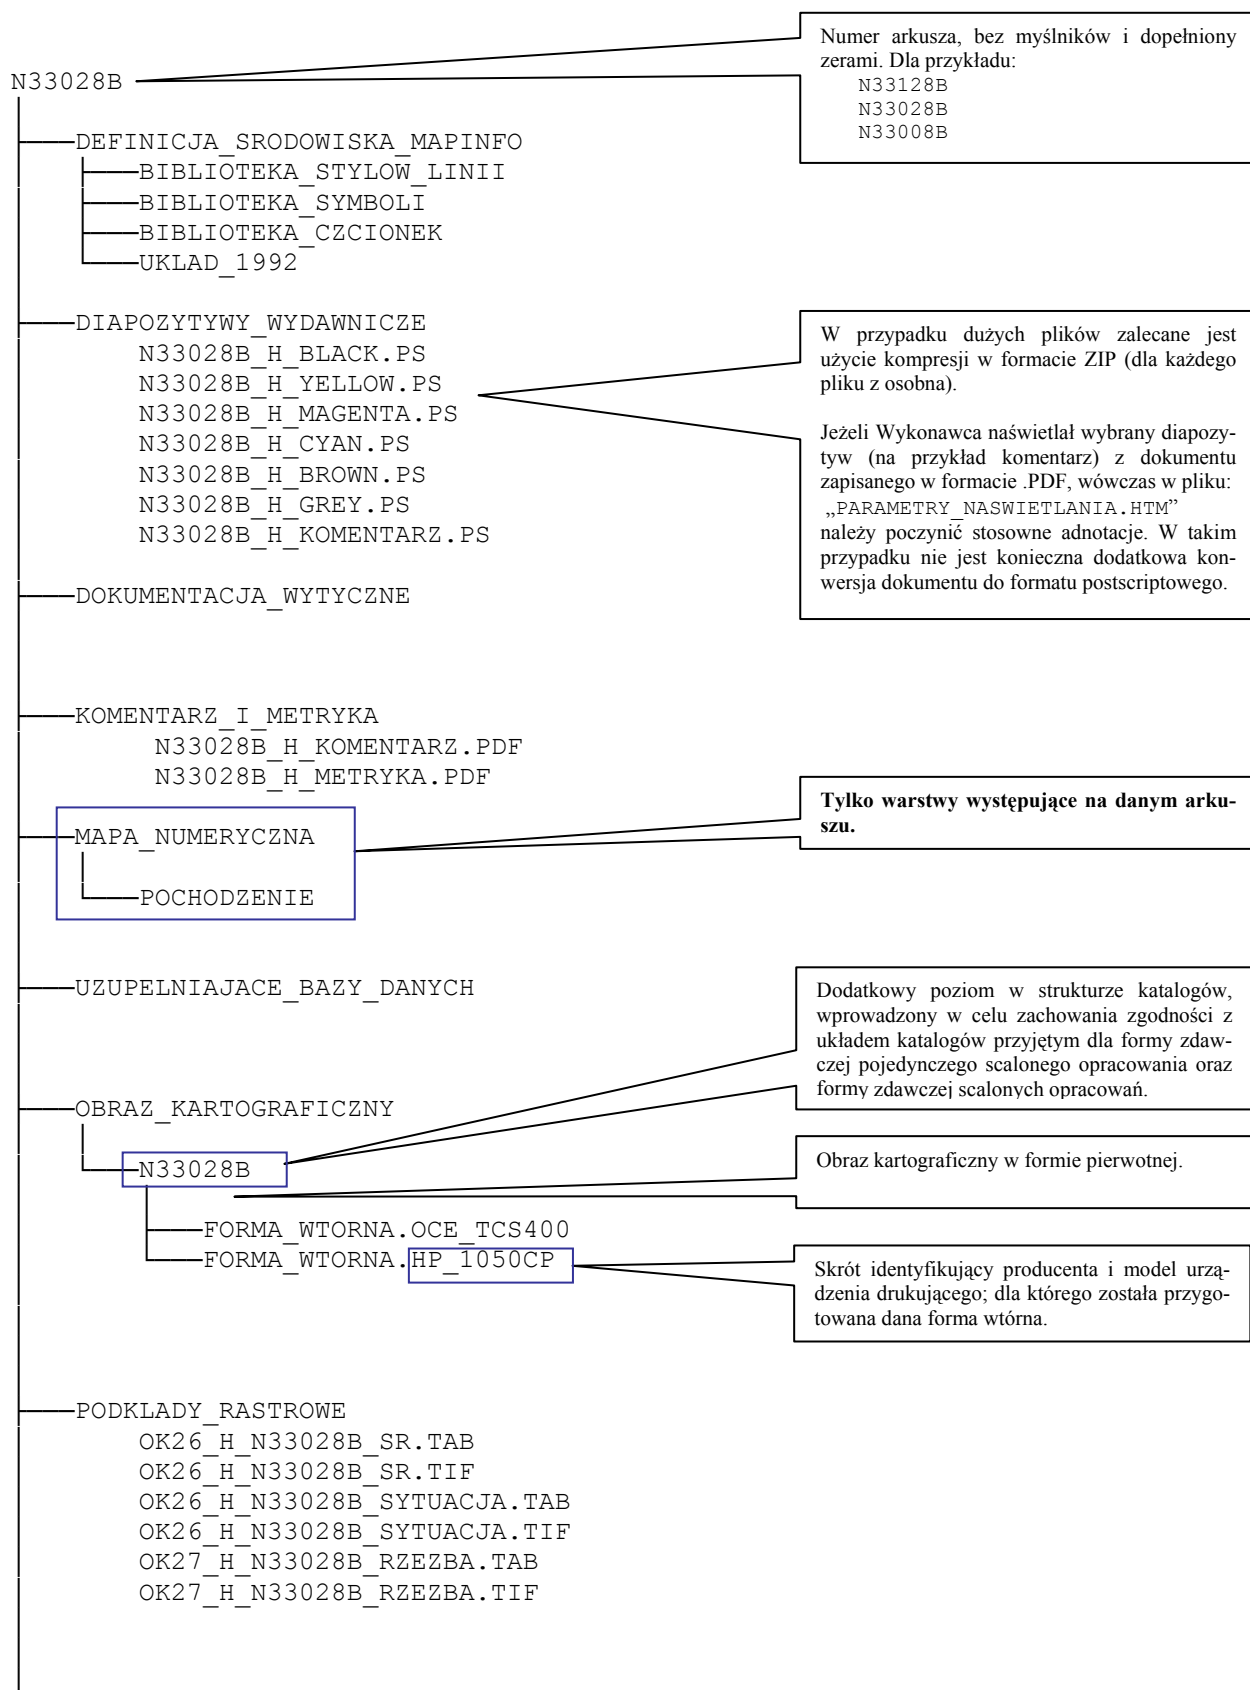 N33028B
Numer arkusza, bez myślników i dopełniony
zerami. Dla przykładu:
N33128B
N33028B
N33008B
DEFINICJA_SRODOWISKA_MAPINFO
BIBLIOTEKA_STYLOW_LINII
BIBLIOTEKA_SYMBOLI
BIBLIOTEKA_CZCIONEK
UKLAD_1992
DIAPOZYTYWY_WYDAWNICZE
N33028B_H_BLACK.PS
N33028B_H_YELLOW.PS
N33028B_H_MAGENTA.PS
N33028B_H_CYAN.PS
N33028B_H_BROWN.PS
N33028B_H_GREY.PS
N33028B_H_KOMENTARZ.PS
W przypadku dużych plików zalecane jest
użycie kompresji w formacie ZIP (dla każdego
pliku z osobna).
Jeżeli Wykonawca naświetlał wybrany diapozy-
tyw (na przykład komentarz) z dokumentu
zapisanego w formacie .PDF, wówczas w pliku:
„PARAMETRY_NASWIETLANIA.HTM”
należy poczynić stosowne adnotacje. W takim
przypadku nie jest konieczna dodatkowa kon-
wersja dokumentu do formatu postscriptowego.
DOKUMENTACJA_WYTYCZNE
KOMENTARZ_I_METRYKA
N33028B_H_KOMENTARZ.PDF
N33028B_H_METRYKA.PDF
MAPA_NUMERYCZNA
POCHODZENIE
Tylko warstwy występujące na danym arku-
szu.
UZUPELNIAJACE_BAZY_DANYCH
Dodatkowy poziom w strukturze katalogów,
wprowadzony w celu zachowania zgodności z
układem katalogów przyjętym dla formy zdaw-
czej pojedynczego scalonego opracowania oraz
formy zdawczej scalonych opracowań.
OBRAZ_KARTOGRAFICZNY
N33028B
Obraz kartograficzny w formie pierwotnej.
FORMA_WTORNA.OCE_TCS400
FORMA_WTORNA.HP_1050CP
Skrót identyfikujący producenta i model urzą-
dzenia drukującego; dla którego została przygo-
towana dana forma wtórna.
PODKLADY_RASTROWE
OK26_H_N33028B_SR.TAB
OK26_H_N33028B_SR.TIF
OK26_H_N33028B_SYTUACJA.TAB
OK26_H_N33028B_SYTUACJA.TIF
OK27_H_N33028B_RZEZBA.TAB
OK27_H_N33028B_RZEZBA.TIF